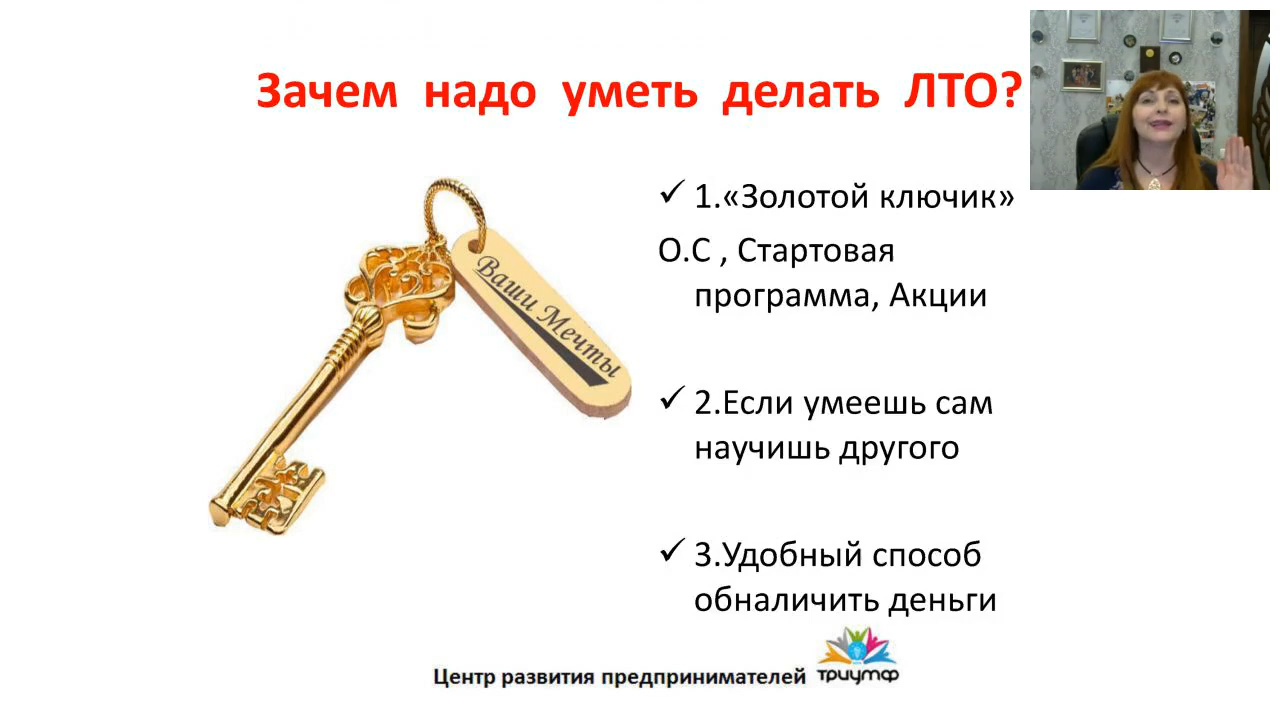 Зачем надо уметь делать ЛТО?
1.«Золотой ключик»
О.С , Стартовая
программа, Акции
Ваши Мечты
2.Если умеешь сам
научишь другого
3.Удобный способ
обналичить деньги
Центр развития предпринимателей
триумф